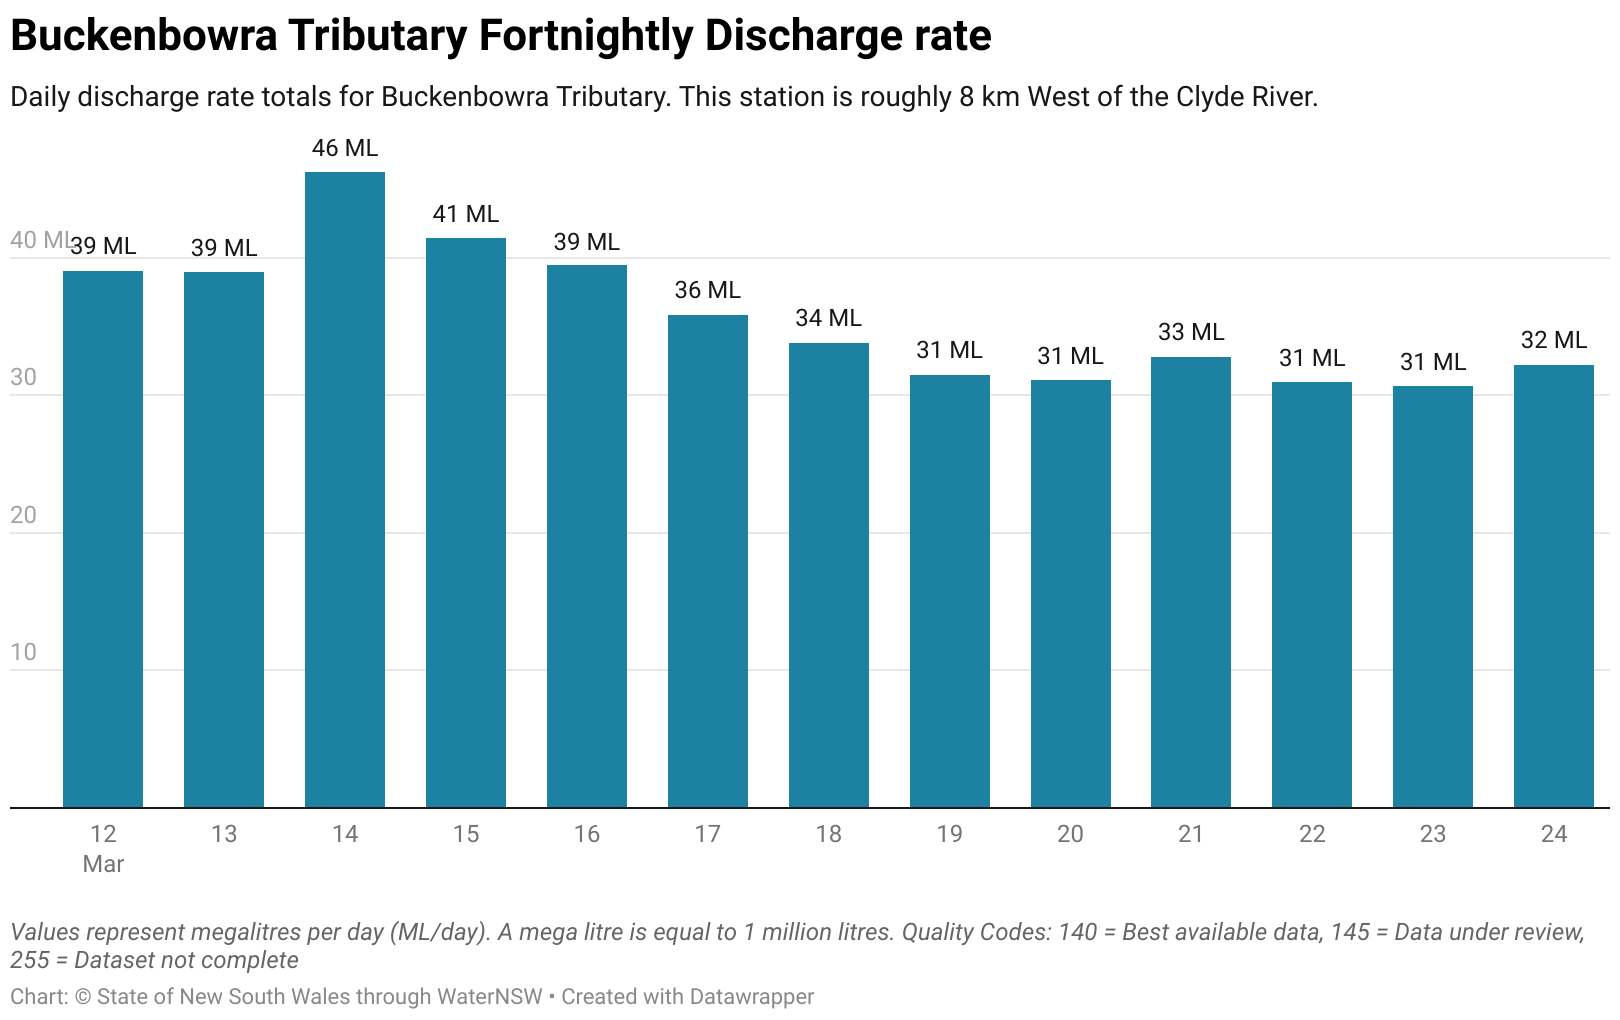 Buckenbowra Tributary Fortnightly Discharge rate
Daily discharge rate totals for Buckenbowra Tributary. This station is roughly 8 km West of the Clyde River.
46 ML
41 ML
40 ML
39 ML
39 ML
39 ML
36 ML
34 ML
33 ML
32 ML
31 ML
31 ML
31 ML
31 ML
30
20
10
12 13 14 15 16 17 18 19 20 21 22 23 24
Mar
Values represent megalitres per day (ML/day). A mega litre is equal to 1 million litres. Quality Codes: 140 = Best available data, 145 = Data under review,
255 = Dataset not complete
Chart: © State of New South Wales through WaterNSW • Created with Datawrapper